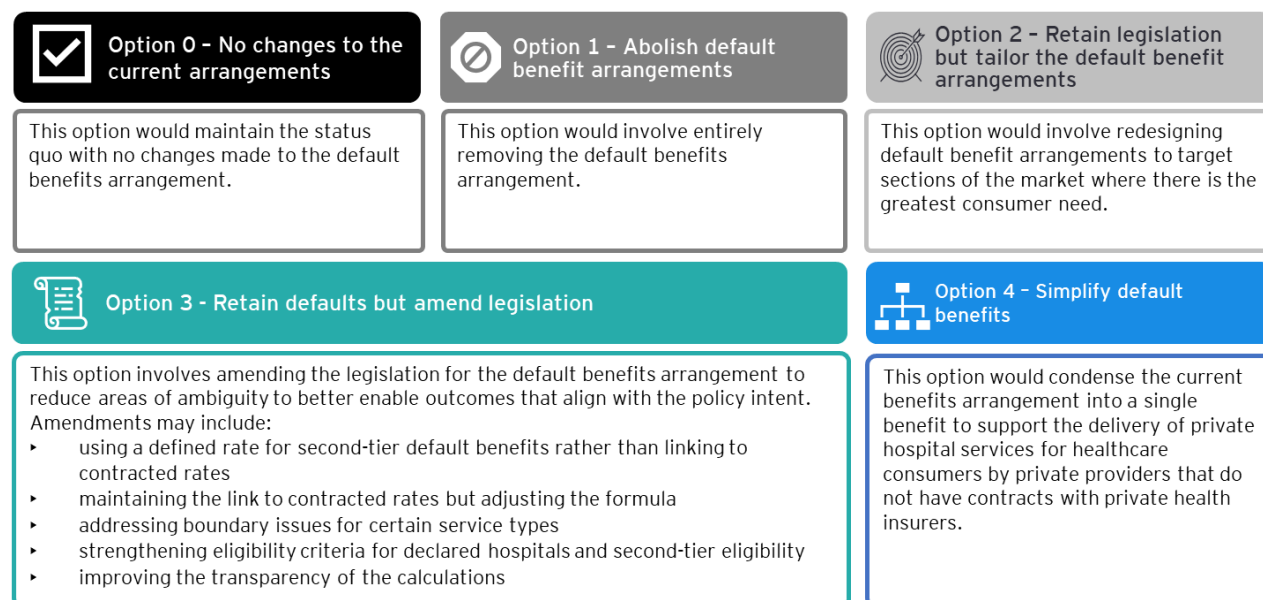 Option 0 – No changes to the
current arrangements
This option would maintain the status
quo with no changes made to the default
benefits arrangement.
Option 1 – Abolish default
benefit arrangements
This option would involve entirely
removing the default benefits
arrangement.
Option 2 – Retain legislation
but tailor the default benefit
arrangements
This option would involve redesigning
default benefit arrangements to target
sections of the market where there is the
greatest consumer need.
Option 3 - Retain defaults but amend legislation
This option involves amending the legislation for the default benefits arrangement to
reduce areas of ambiguity to better enable outcomes that align with the policy intent.
Amendments may include:
‣ using a defined rate for second-tier default benefits rather than linking to
contracted rates
‣ maintaining the link to contracted rates but adjusting the formula
‣ addressing boundary issues for certain service types
‣ strengthening eligibility criteria for declared hospitals and second-tier eligibility
‣ improving the transparency of the calculations
Option 4 – Simplify default
benefits
This option would condense the current
benefits arrangement into a single
benefit to support the delivery of private
hospital services for healthcare
consumers by private providers that do
not have contracts with private health
insurers.